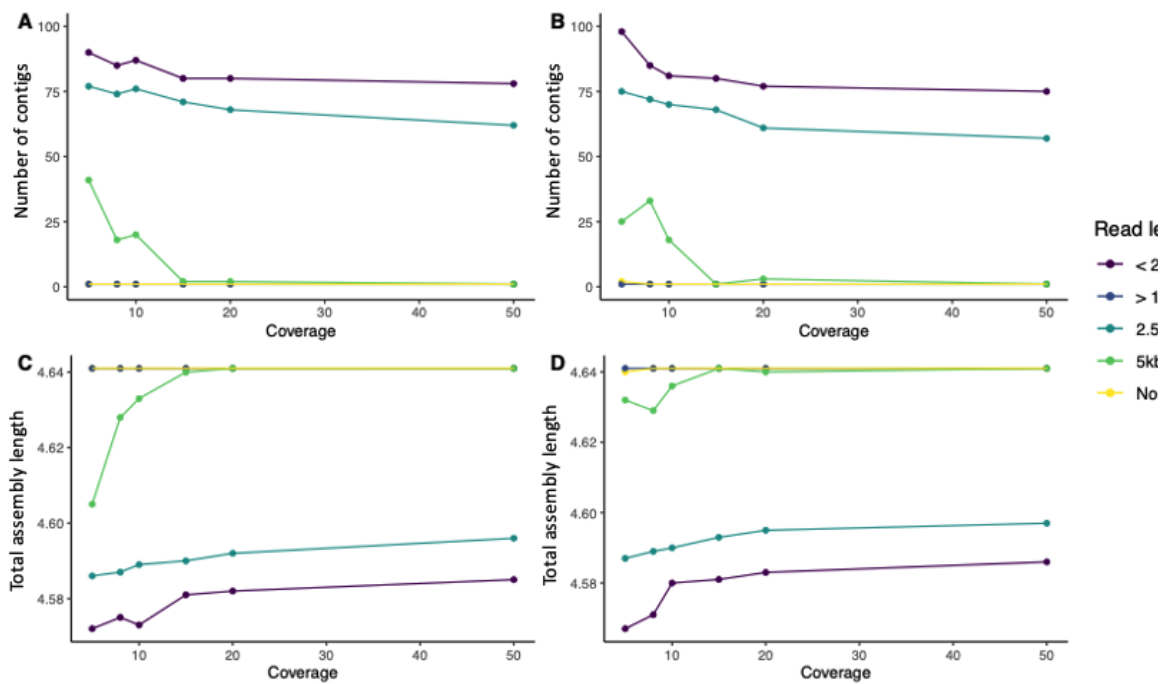 A
Number of contigs
100
75
50
25
0
10 20 30 40 50
Coverage
B
Number of contigs
100
75
50
25
0
10 20 30 40 50
Coverage
Read le
< 2
> 1
2.5
5kb
No
C
Total assembly length
4.64
4.62
4.60
4.58
10 20 30 40 50
Coverage
D
Total assembly length
4.64
4.62
4.60
4.58
10 20 30 40 50
Coverage